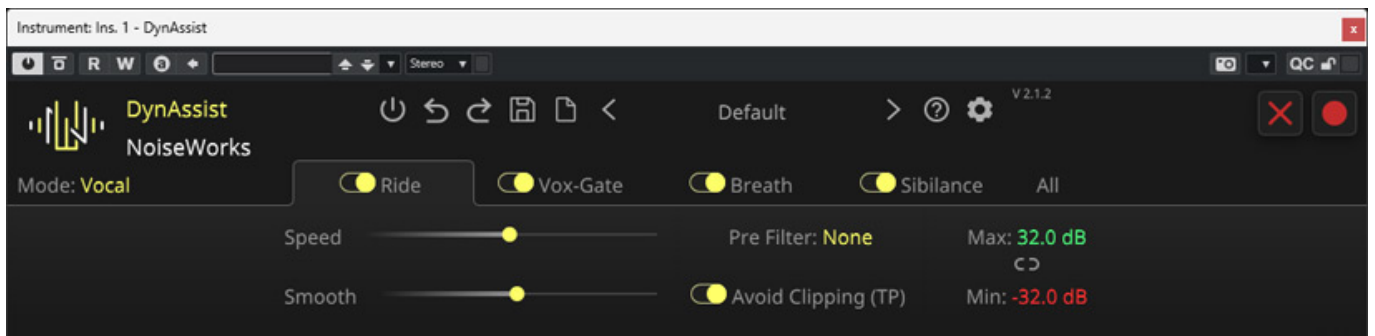 Instrument: Ins. 1 - DynAssist x
R W a Stereo QC
DynAssist Default ? V 2.1.2
NoiseWorks
Mode: Vocal Ride Vox-Gate Breath Sibilance All
Speed Pre Filter: None Max: 32.0 dB
Smooth Avoid Clipping (TP) Min: -32.0 dB